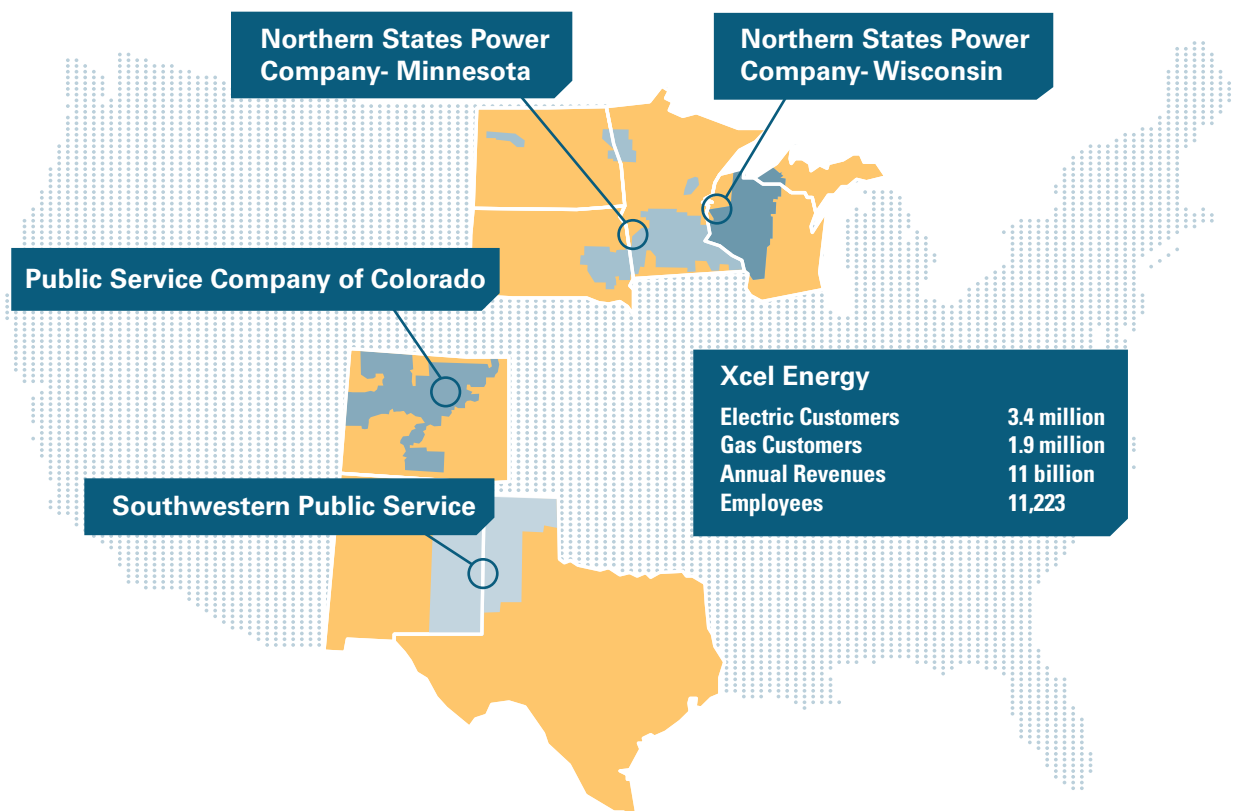 Northern States Power
Company- Minnesota
Northern States Power
Company- Wisconsin
Public Service Company of Colorado
Southwestern Public Service
Xcel Energy
Electric Customers 3.4 million
Gas Customers 1.9 million
Annual Revenues 11 billion
Employees 11,223